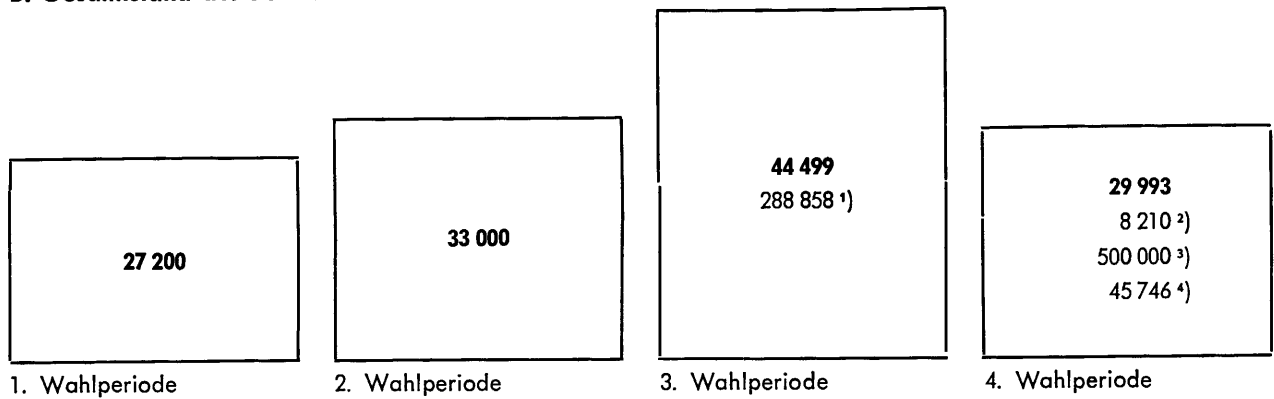 27 200
33 000
44 499
288 858 ¹)
29 993
8 210 ²)
500 000 ³)
45 746 ⁴)
1. Wahlperiode
2. Wahlperiode
3. Wahlperiode
4. Wahlperiode